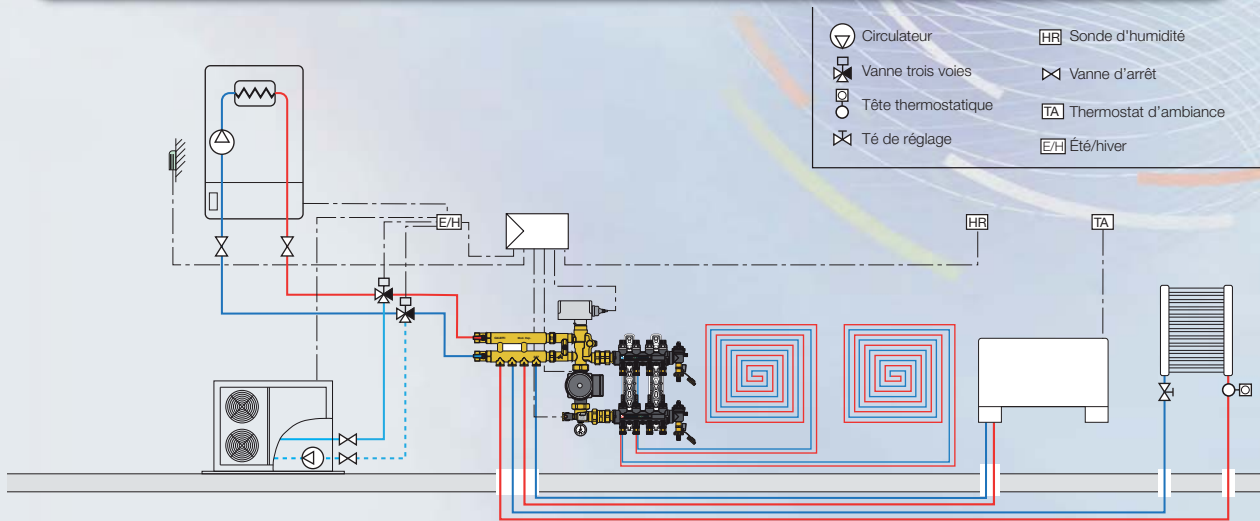 Circulateur
HR Sonde d'humidité
Vanne trois voies
Vanne d'arrêt
Tête thermostatique
TA Thermostat d'ambiance
Té de réglage
E/H Été/hiver
E/H
HR
TA